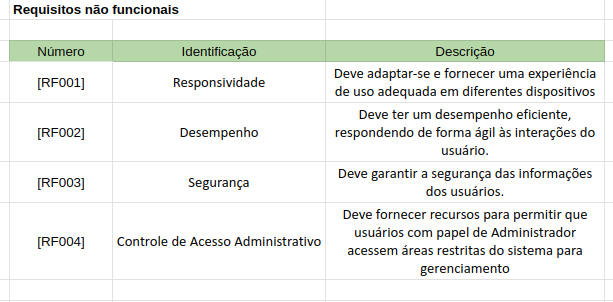 Requisitos não funcionais
Número Identificação Descrição
[RF001] Responsividade Deve adaptar-se e fornecer uma experiência
de uso adequada em diferentes dispositivos
[RF002] Desempenho Deve ter um desempenho eficiente,
respondendo de forma ágil às interações do
usuário.
[RF003] Segurança Deve garantir a segurança das informações
dos usuários.
[RF004] Controle de Acesso Administrativo Deve fornecer recursos para permitir que
usuários com papel de Administrador
acessem áreas restritas do sistema para
gerenciamento